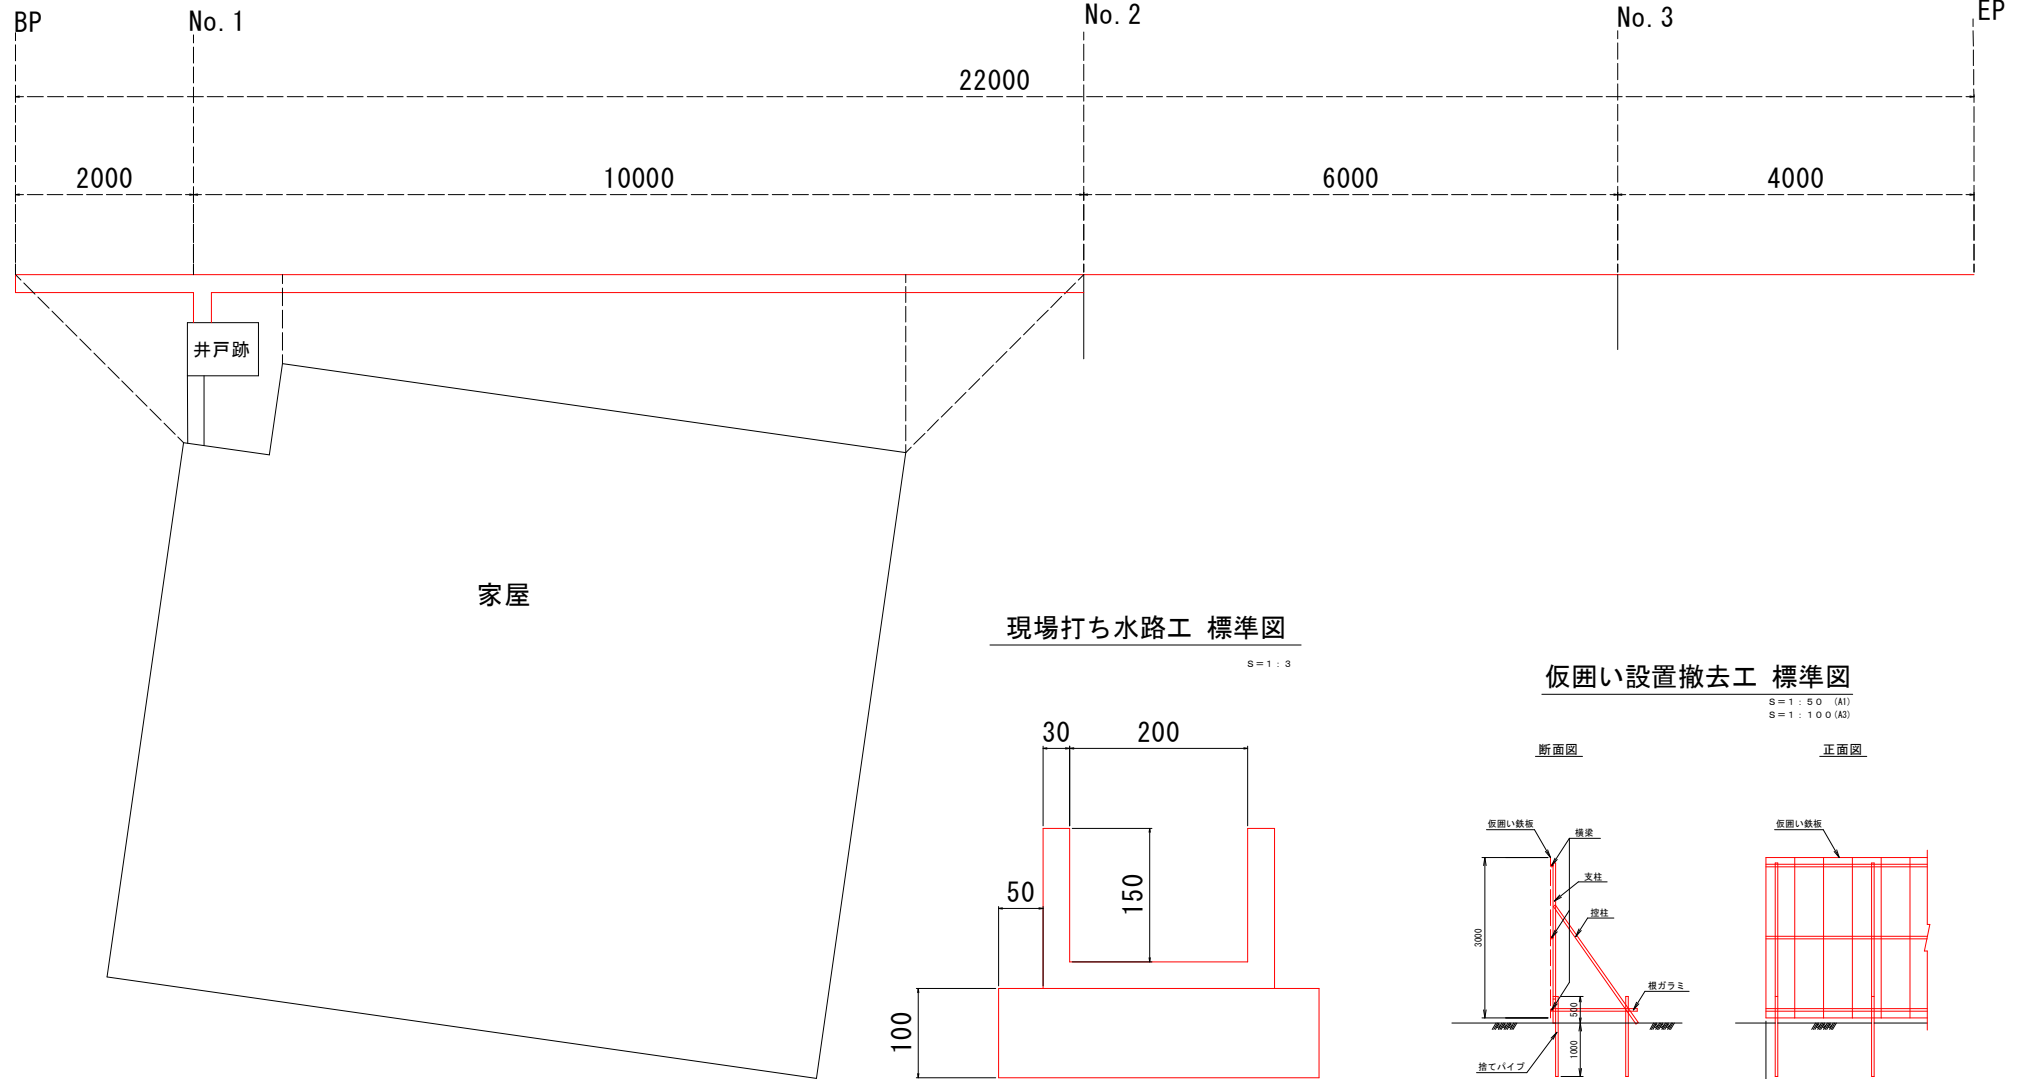 BP
No. 1
No. 2
No. 3
EP
22000
2000
10000
6000
4000
井戸跡
家屋
現場打ち水路工 標準図
S=1:3
30
200
50
150
100
仮囲い設置撤去工 標準図
S=1:50 (A1)
S=1:100(A3)
断面図
正面図
仮囲い鉄板
横梁
支柱
控柱
3000
根ガラミ
500
1000
捨てパイプ
仮囲い鉄板